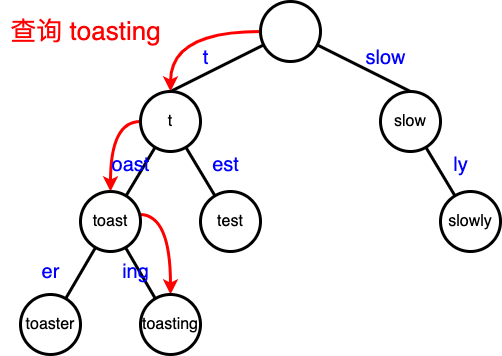 查询 toasting
t
slow
t
slow
oast
est
ly
toast
test
slowly
er
ing
toaster
toasting